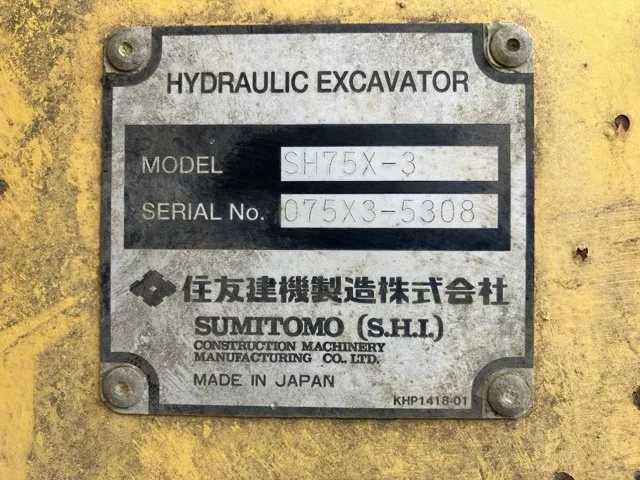 HYDRAULIC EXCAVATOR
MODEL SH75X-3
SERIAL No. 075X3-5308
住友建機製造株式会社
SUMITOMO (S.H.I.)
CONSTRUCTION MACHINERY
MANUFACTURING CO., LTD.
MADE IN JAPAN
KHP1418-01